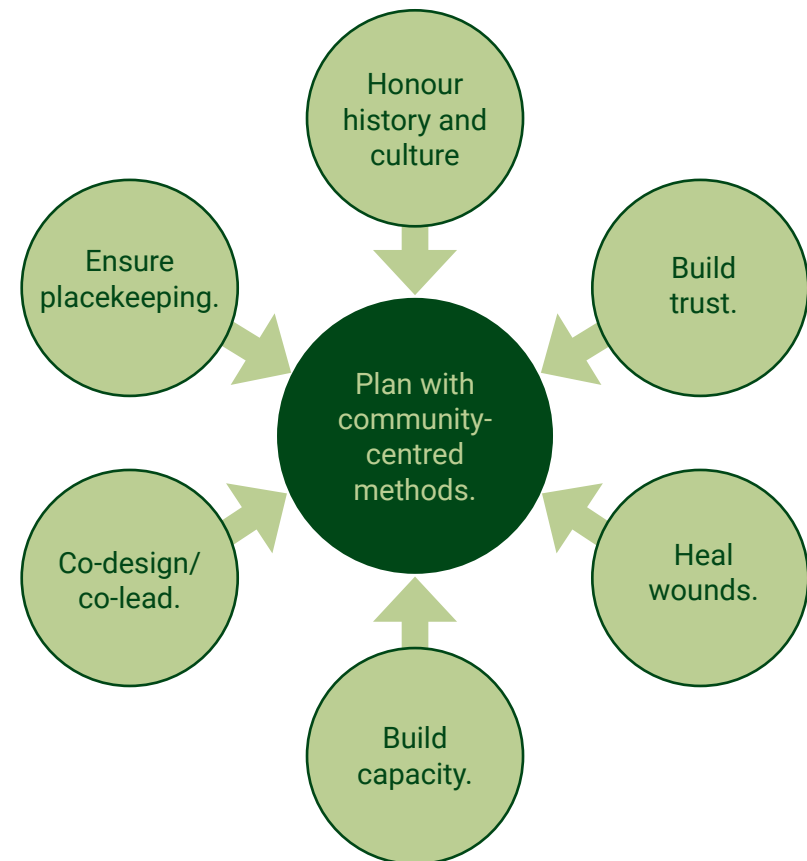 Honour
history and
culture
Build
trust.
Heal
wounds.
Build
capacity.
Co-design/
co-lead.
Ensure
placekeeping.
Plan with
community-
centred
methods.